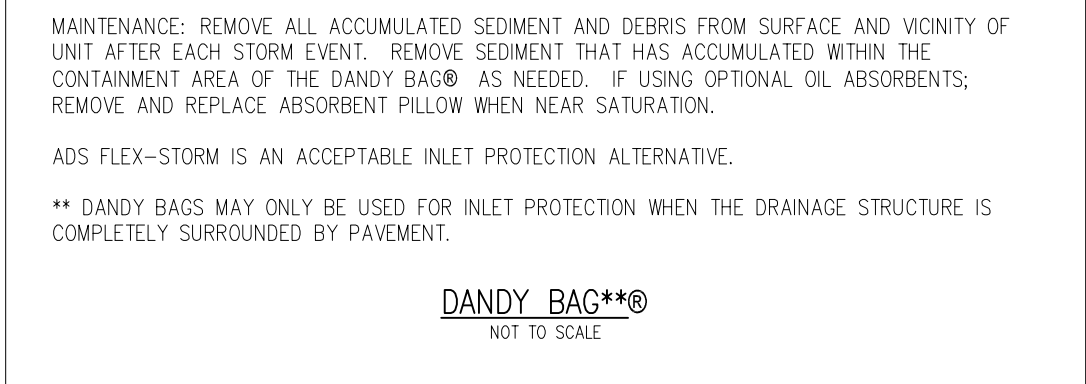 MAINTENANCE: REMOVE ALL ACCUMULATED SEDIMENT AND DEBRIS FROM SURFACE AND VICINITY OF
UNIT AFTER EACH STORM EVENT. REMOVE SEDIMENT THAT HAS ACCUMULATED WITHIN THE
CONTAINMENT AREA OF THE DANDY BAG® AS NEEDED. IF USING OPTIONAL OIL ABSORBENTS;
REMOVE AND REPLACE ABSORBENT PILLOW WHEN NEAR SATURATION.
ADS FLEX-STORM IS AN ACCEPTABLE INLET PROTECTION ALTERNATIVE.
** DANDY BAGS MAY ONLY BE USED FOR INLET PROTECTION WHEN THE DRAINAGE STRUCTURE IS
COMPLETELY SURROUNDED BY PAVEMENT.
DANDY BAG**®
NOT TO SCALE